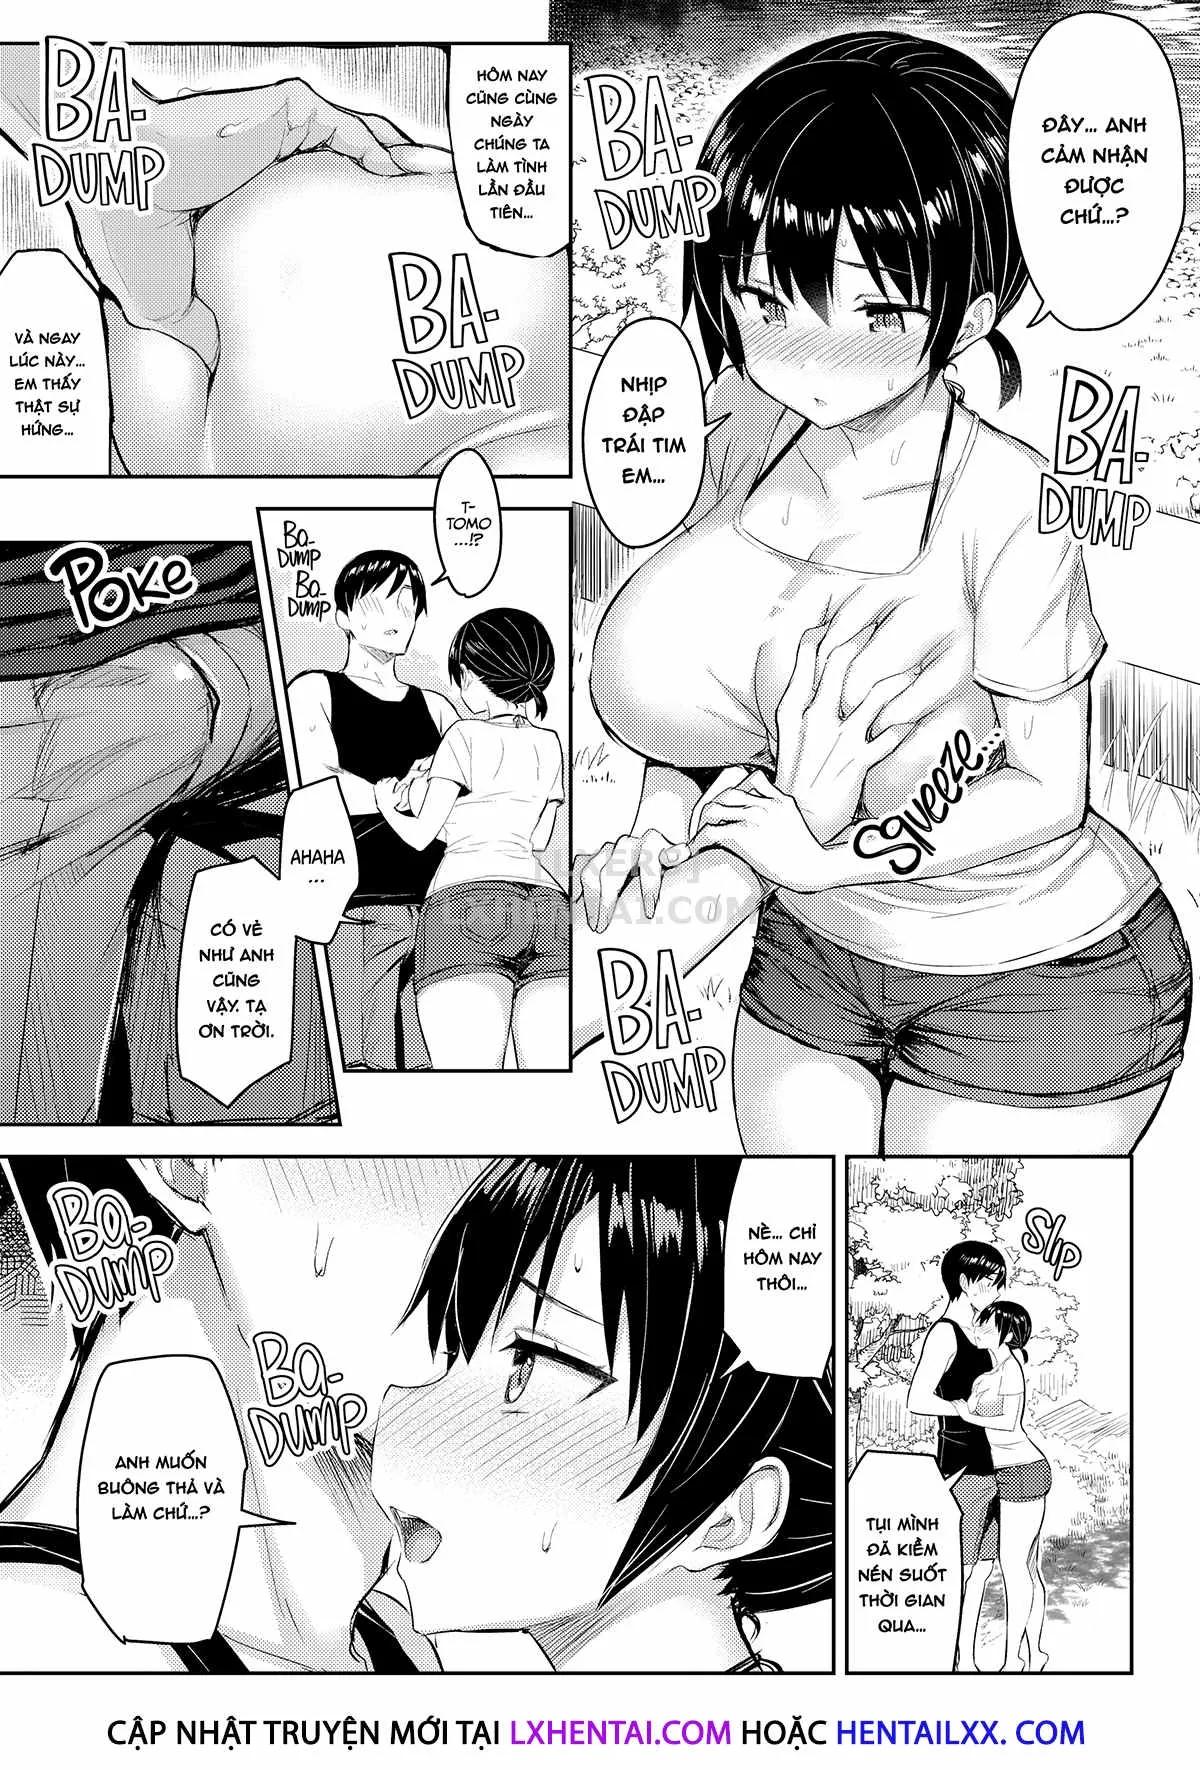 ĐÂY... ANH
CẢM NHẬN
ĐƯỢC
CHỨ...?
BA-
DUMP
NHỊP
ĐẬP
TRÁI TIM
EM...
BA-
DUMP
SQUEEZE...
BA-
DUMP
HÔM NAY
CŨNG CÙNG
NGÀY
CHÚNG TA
LÀM TÌNH
LẦN ĐẦU
TIÊN...
BA-
DUMP
BA-
DUMP
VÀ NGAY
LÚC NÀY...
EM THẤY
THẬT SỰ
HỨNG...
T-
TOMO
...!?
BA-
DUMP
BA-
DUMP
POKE
AHAHA
...
CÓ VẺ
NHƯ ANH
CŨNG
VẬY. TẠ
ƠN TRỜI.
LXHENTAI.COM
SLIP
TỤI MÌNH
ĐÃ KIỀM
NÉN SUỐT
THỜI GIAN
QUA...
NÈ... CHỈ
HÔM NAY
THÔI...
BA-
DUMP
BA-
DUMP
ANH MUỐN
BUÔNG THẢ VÀ
LÀM CHỨ...?
CẬP NHẬT TRUYỆN MỚI TẠI LXHENTAI.COM HOẶC HENTAILXX. COM